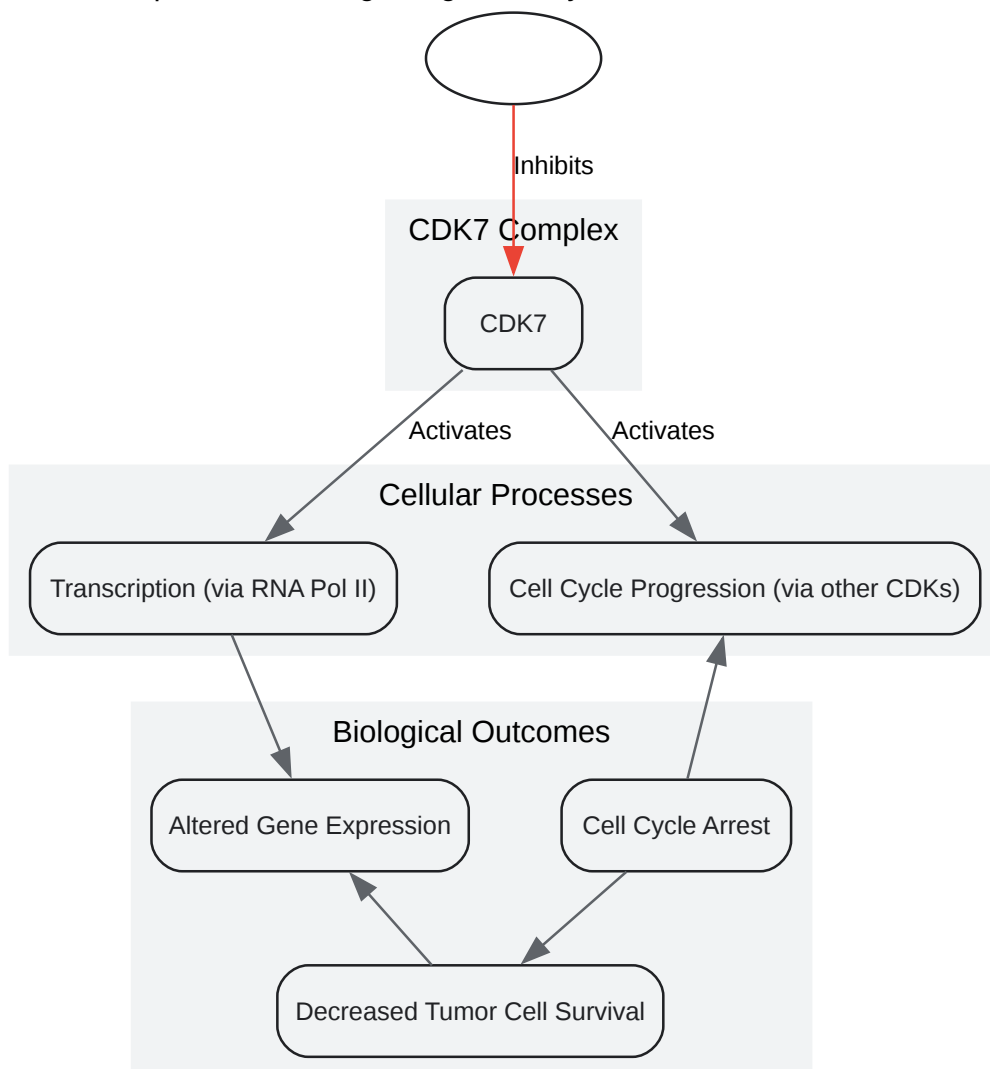 Inhibits
CDK7 Complex
CDK7
Activates
Activates
Cellular Processes
Transcription (via RNA Pol II)
Cell Cycle Progression (via other CDKs)
Biological Outcomes
Altered Gene Expression
Cell Cycle Arrest
Decreased Tumor Cell Survival